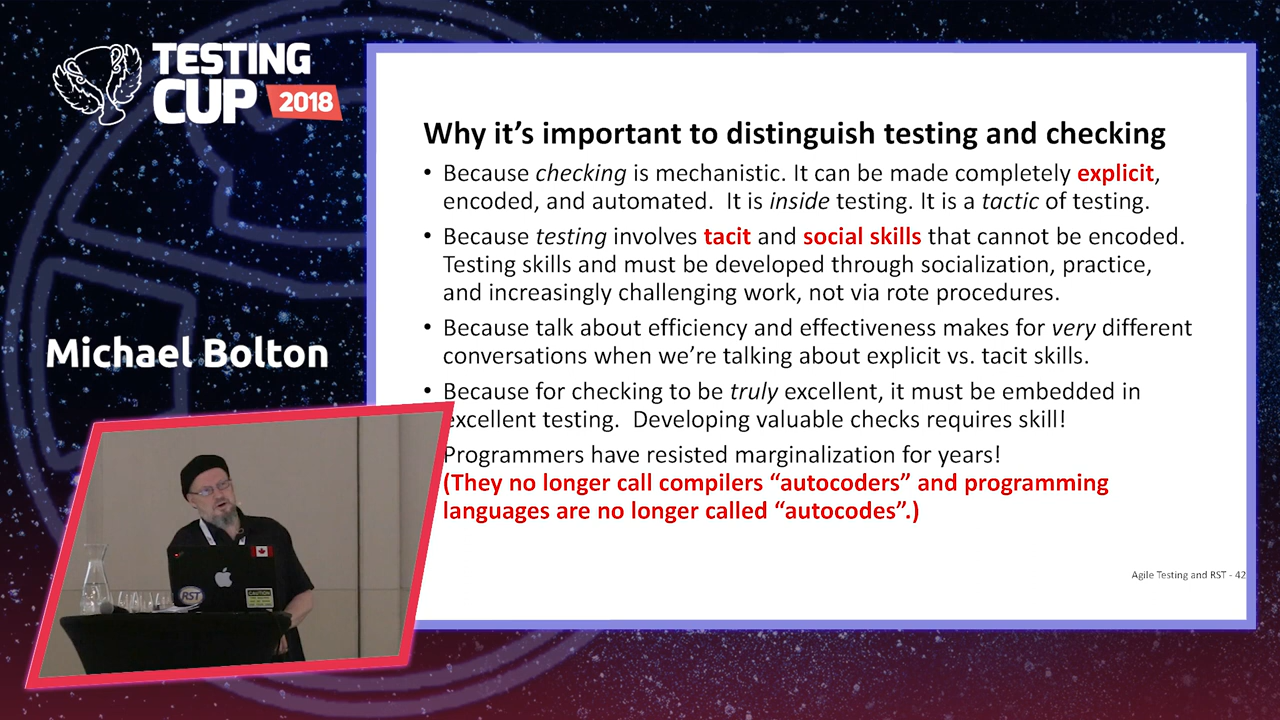 TESTING
CUP 2018
Michael Bolton
Why it's important to distinguish testing and checking
• Because checking is mechanistic. It can be made completely explicit,
encoded, and automated.  It is inside testing. It is a tactic of testing.
• Because testing involves tacit and social skills that cannot be encoded.
Testing skills and must be developed through socialization, practice,
and increasingly challenging work, not via rote procedures.
• Because talk about efficiency and effectiveness makes for very different
conversations when we're talking about explicit vs. tacit skills.
• Because for checking to be truly excellent, it must be embedded in
excellent testing.  Developing valuable checks requires skill!
Programmers have resisted marginalization for years!
(They no longer call compilers “autocoders” and programming
languages are no longer called “autocodes”.)
Agile Testing and RST - 42
RST
CAUTION